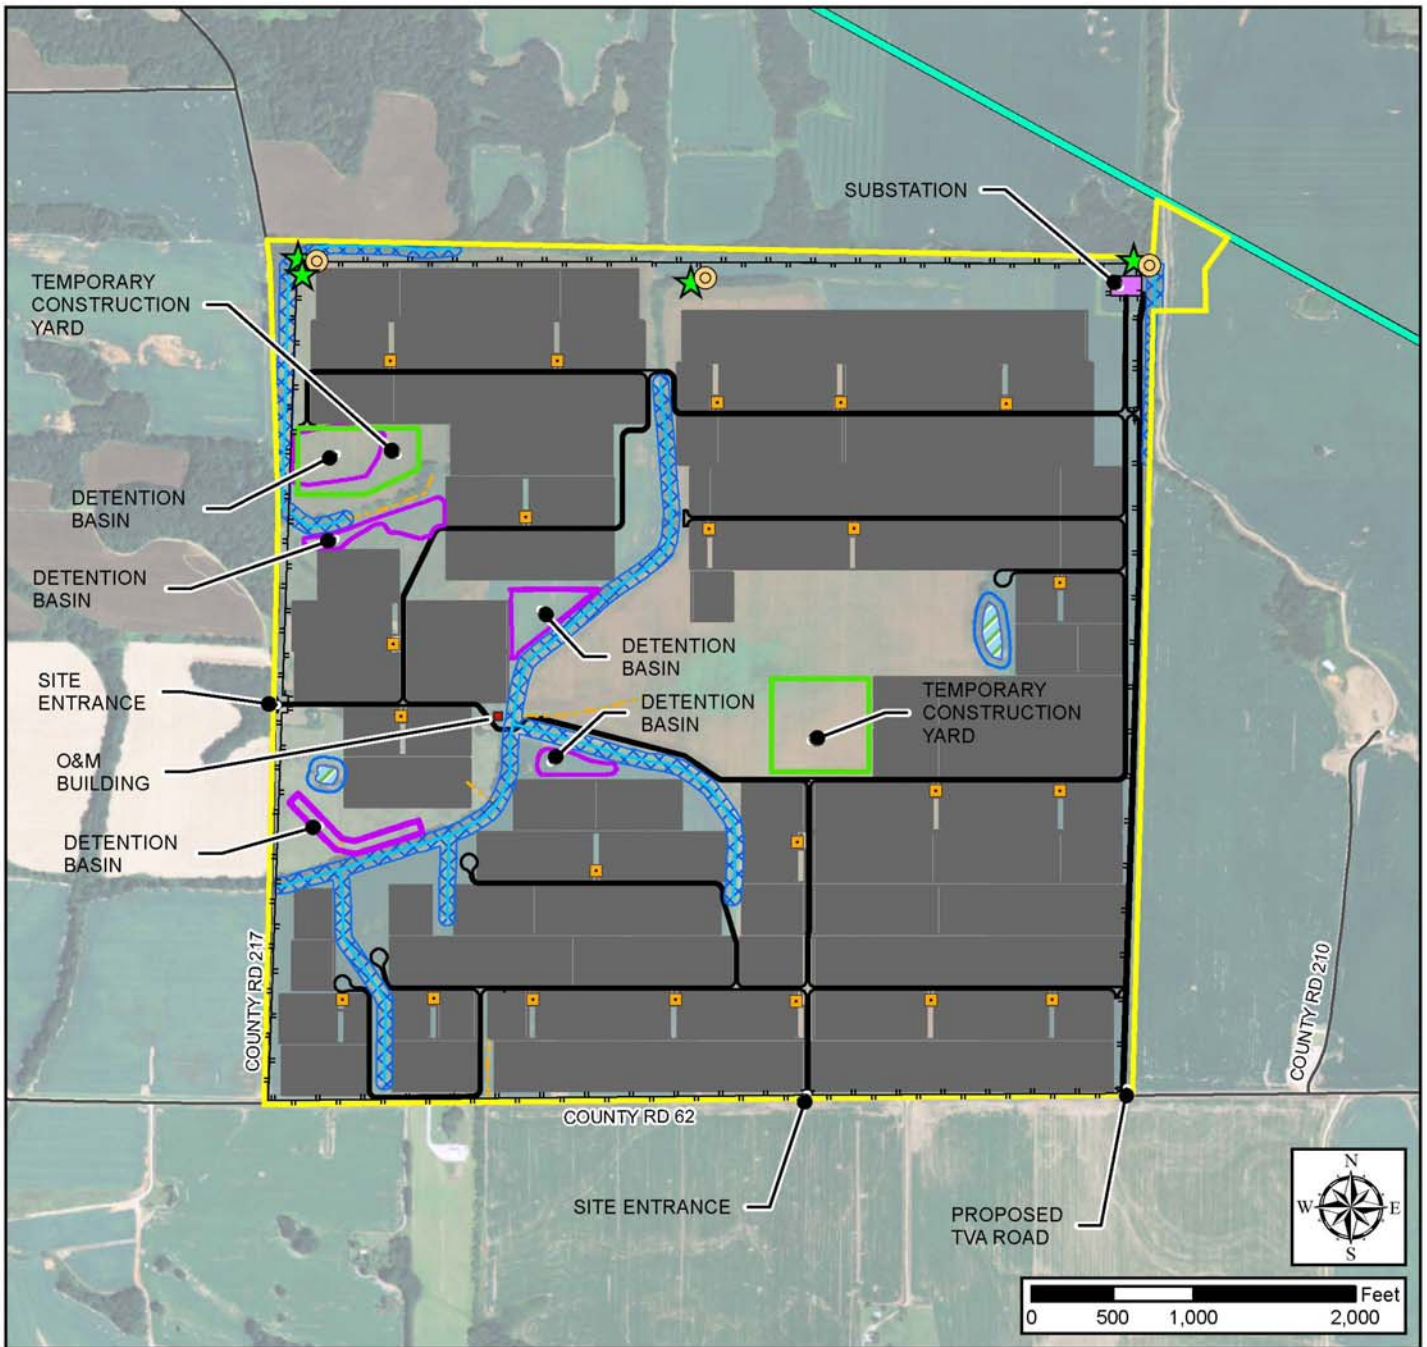 SUBSTATION
TEMPORARY
CONSTRUCTION
YARD
DETENTION
BASIN
DETENTION
BASIN
DETENTION
BASIN
SITE
ENTRANCE
DETENTION
BASIN
TEMPORARY
CONSTRUCTION
YARD
O&M
BUILDING
DETENTION
BASIN
COUNTY RD 217
COUNTY RD 210
COUNTY RD 62
SITE ENTRANCE
PROPOSED
TVA ROAD
N
W E
S
Feet
0 500 1,000 2,000